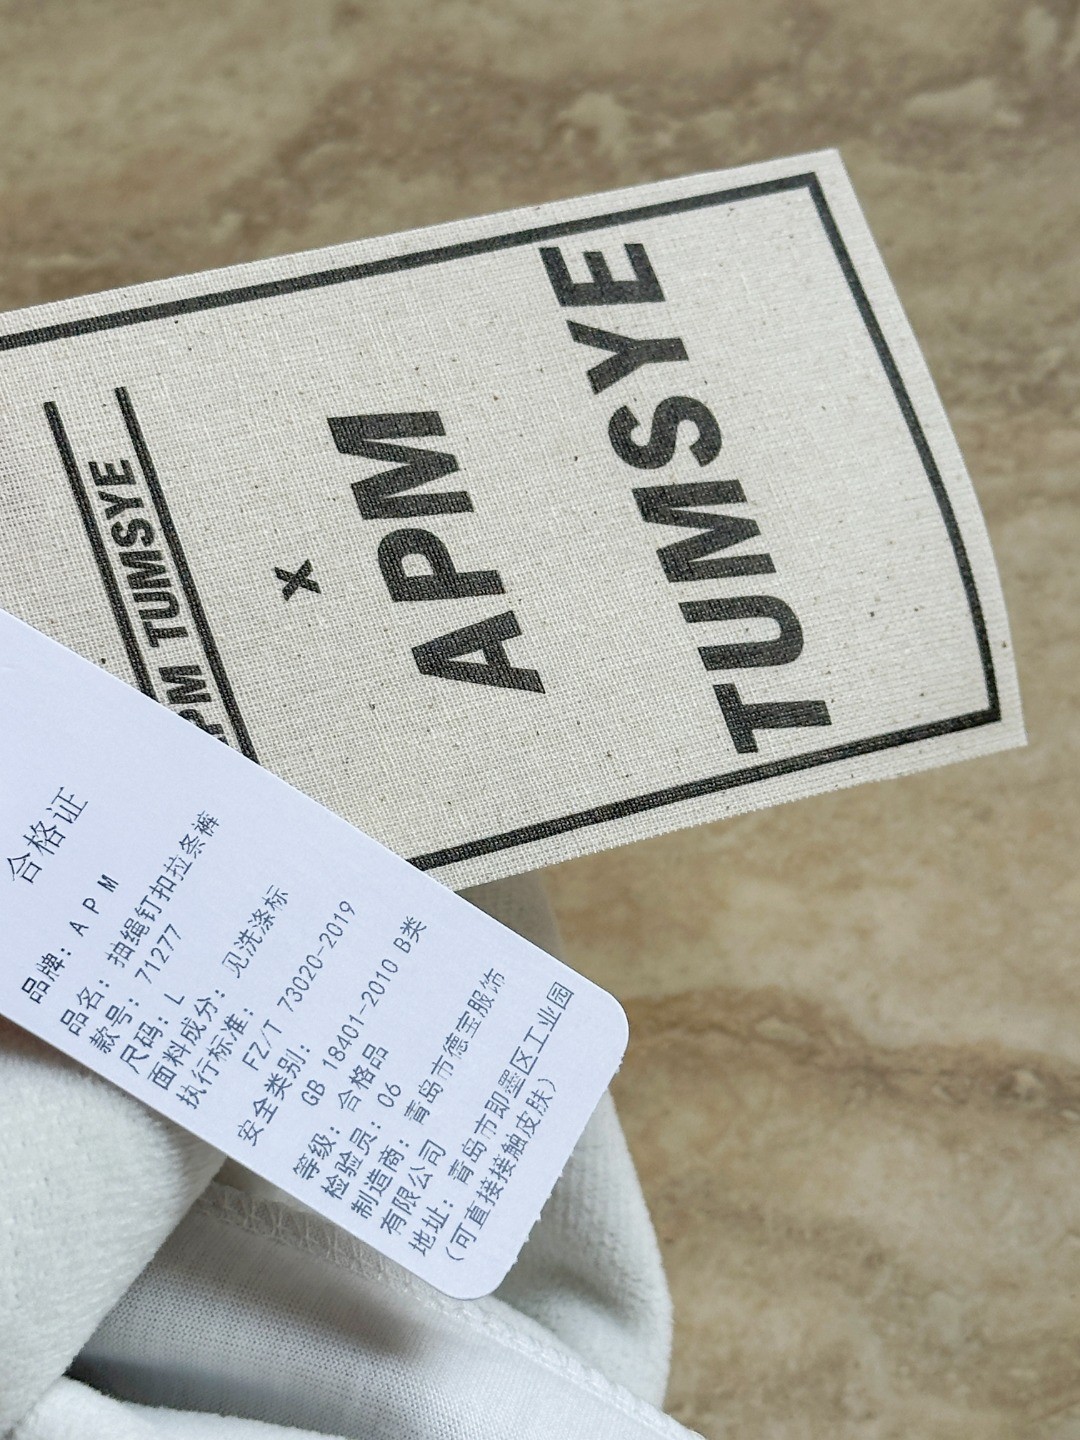 TUMSYE
APM
x
PM TUMSYE
合格证
品牌: APM
品名: 抽绳钉扣拉条裤
款号: 71277
尺码: L
面料成分: 见洗涤标
执行标准:
FZ/T 73020-2019
安全类别:
GB 18401-2010 B类
等级: 合格品
检验员: 06
制造商: 青岛市德宝服饰
有限公司
地址: 青岛市即墨区工业园
(可直接接触皮肤)